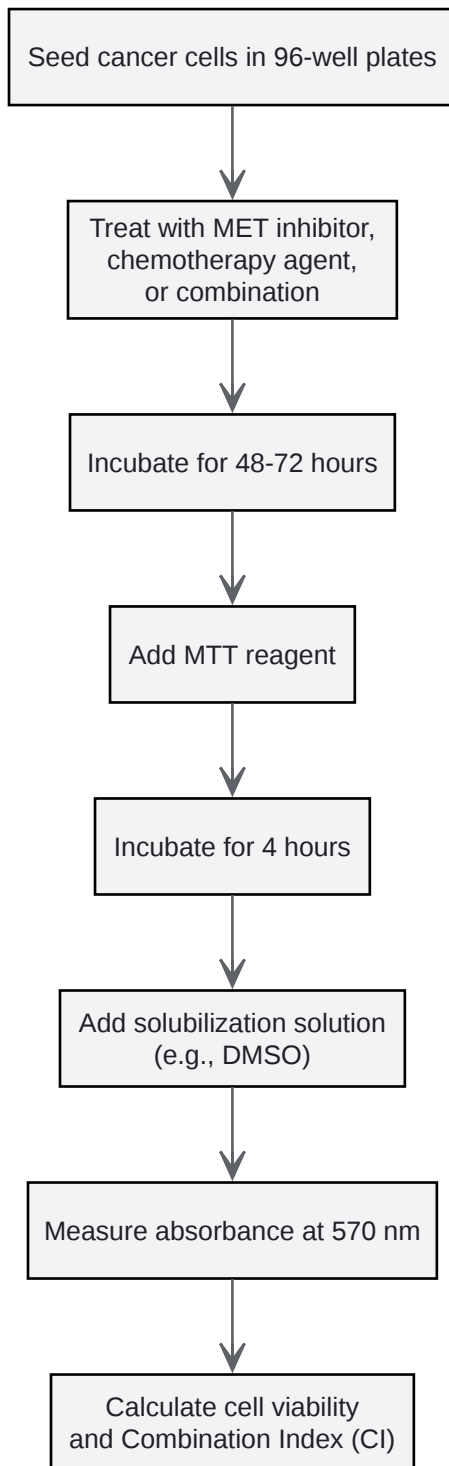 Seed cancer cells in 96-well plates
Treat with MET inhibitor,
chemotherapy agent,
or combination
Incubate for 48-72 hours
Add MTT reagent
Incubate for 4 hours
Add solubilization solution
(e.g., DMSO)
Measure absorbance at 570 nm
Calculate cell viability
and Combination Index (CI)